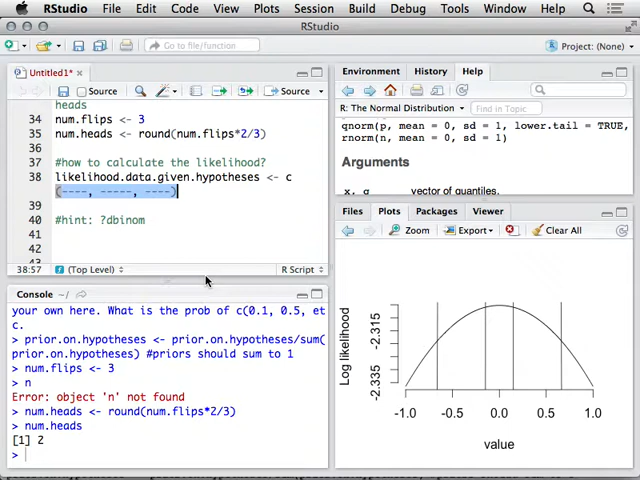 RStudio File Edit Code View Plots Session Build Debug Tools Window Help
RStudio
Go to file/function
Project: (None)
Untitled1*
Source
Source
heads
34 num.flips <- 3
35 num.heads <- round(num.flips*2/3)
36
37 #how to calculate the likelihood?
38 likelihood.data.given.hypotheses <- c
(----, -----, ----)
39
40 #hint: ?dbinom
41
42
43
38:57 (Top Level) R Script
Console ~/
your own here. What is the prob of c(0.1, 0.5, et
c.
> prior.on.hypotheses <- prior.on.hypotheses/sum(
prior.on.hypotheses) #priors should sum to 1
> num.flips <- 3
> n
Error: object 'n' not found
> num.heads <- round(num.flips*2/3)
> num.heads
[1] 2
>
Environment History Help
R: The Normal Distribution Find in Topic
qnorm(p, mean = 0, sd = 1, lower.tail = TRUE,
rnorm(n, mean = 0, sd = 1)
Arguments
x, q vector of quantiles.
Files Plots Packages Viewer
Zoom Export Clear All
Log likelihood
-2.315
-2.335
-1.0 -0.5 0.0 0.5 1.0
value